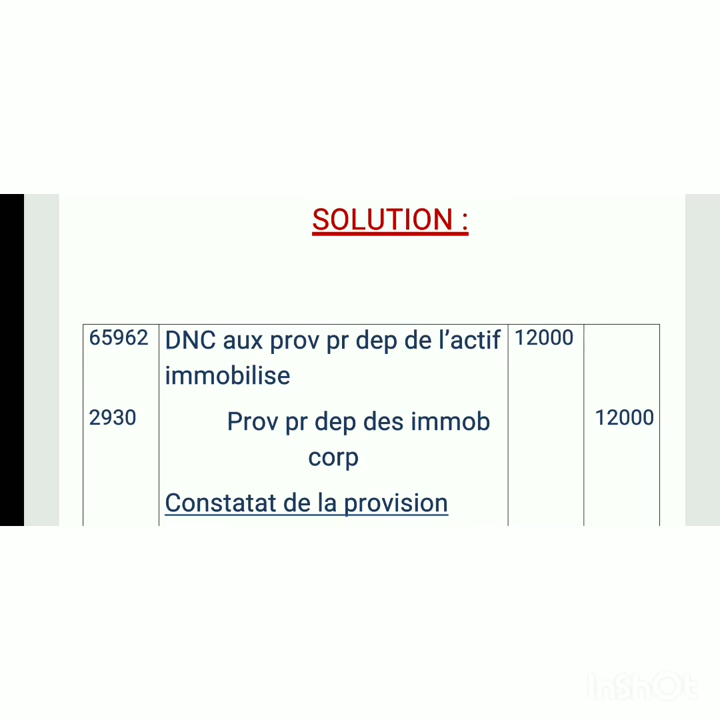 SOLUTION :
65962 DNC aux prov pr dep de l’actif 12000
immobilise
2930 Prov pr dep des immob 12000
corp
Constatat de la provision
InShOt